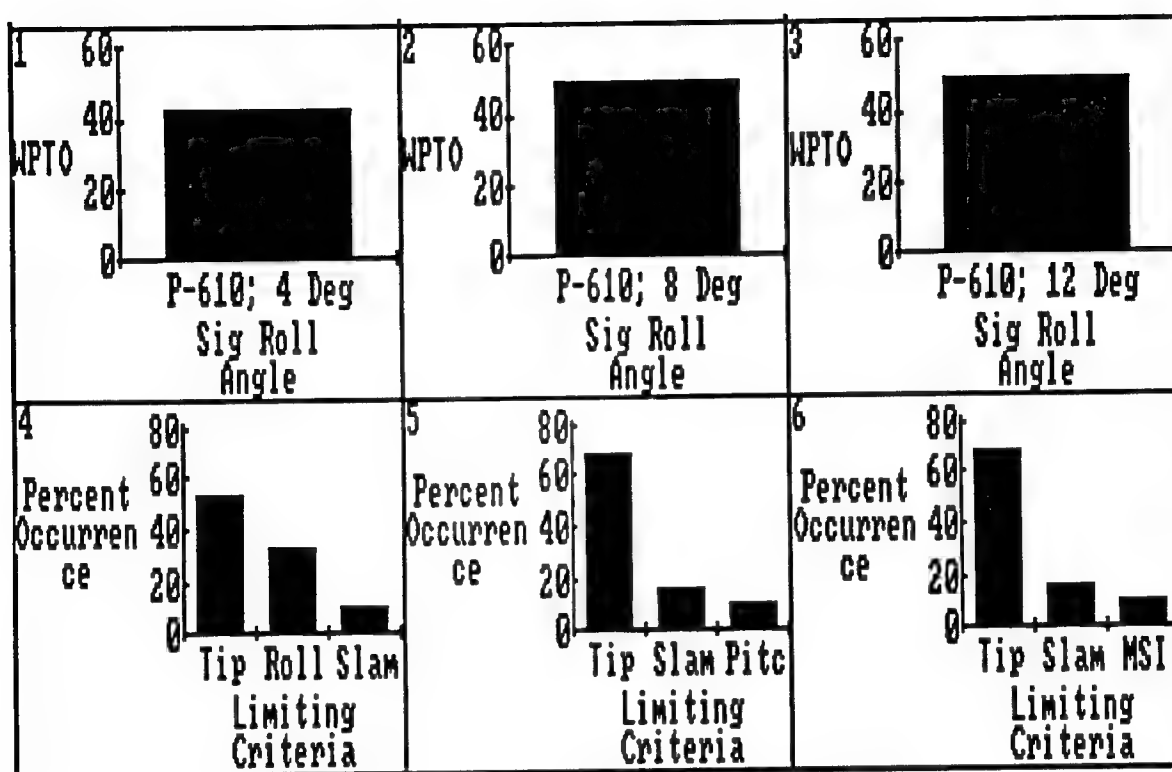 1
60
40
WPTO
20
0
P-610; 4 Deg
Sig Roll
Angle
2
60
40
WPTO
20
0
P-610; 8 Deg
Sig Roll
Angle
3
60
40
WPTO
20
0
P-610; 12 Deg
Sig Roll
Angle
4
80
60
Percent
Occurren
40
ce
20
0
Tip Roll Slam
Limiting
Criteria
5
80
60
Percent
Occurren
40
ce
20
0
Tip Slam Pitc
Limiting
Criteria
6
80
60
Percent
Occurren
40
ce
20
0
Tip Slam MSI
Limiting
Criteria